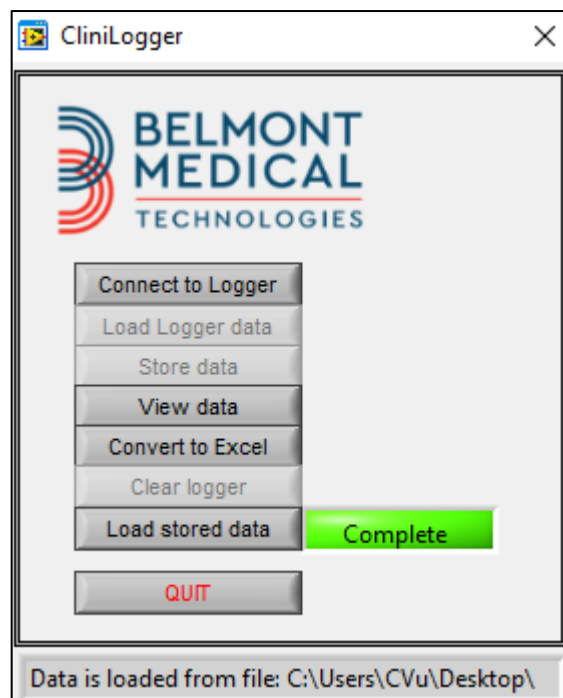 CliniLogger
BELMONT
MEDICAL
TECHNOLOGIES
Connect to Logger
Load Logger data
Store data
View data
Convert to Excel
Clear logger
Load stored data
Complete
QUIT
Data is loaded from file: C:\Users\CVu\Desktop\